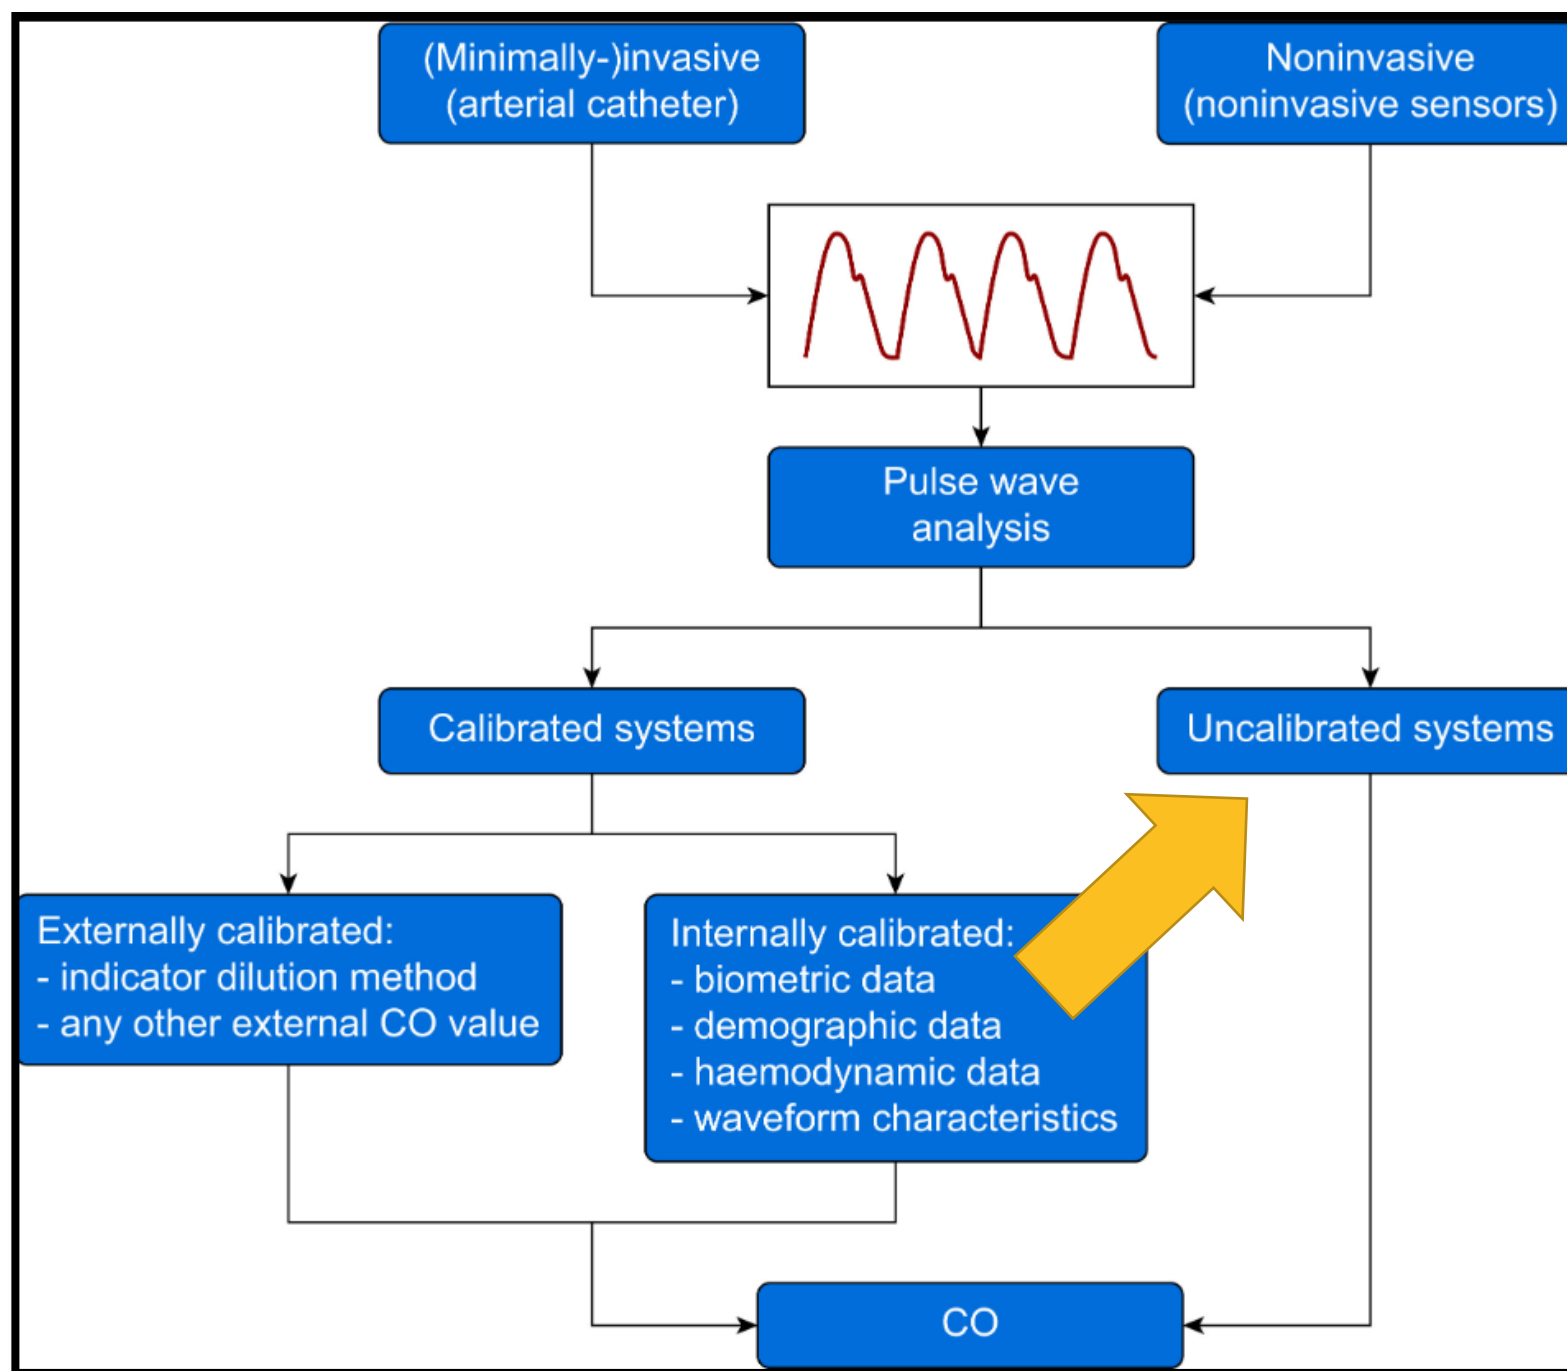 (Minimally-)invasive
(arterial catheter)
Noninvasive
(noninvasive sensors)
Pulse wave
analysis
Calibrated systems
Uncalibrated systems
Externally calibrated:
- indicator dilution method
- any other external CO value
Internally calibrated:
- biometric data
- demographic data
- haemodynamic data
- waveform characteristics
CO